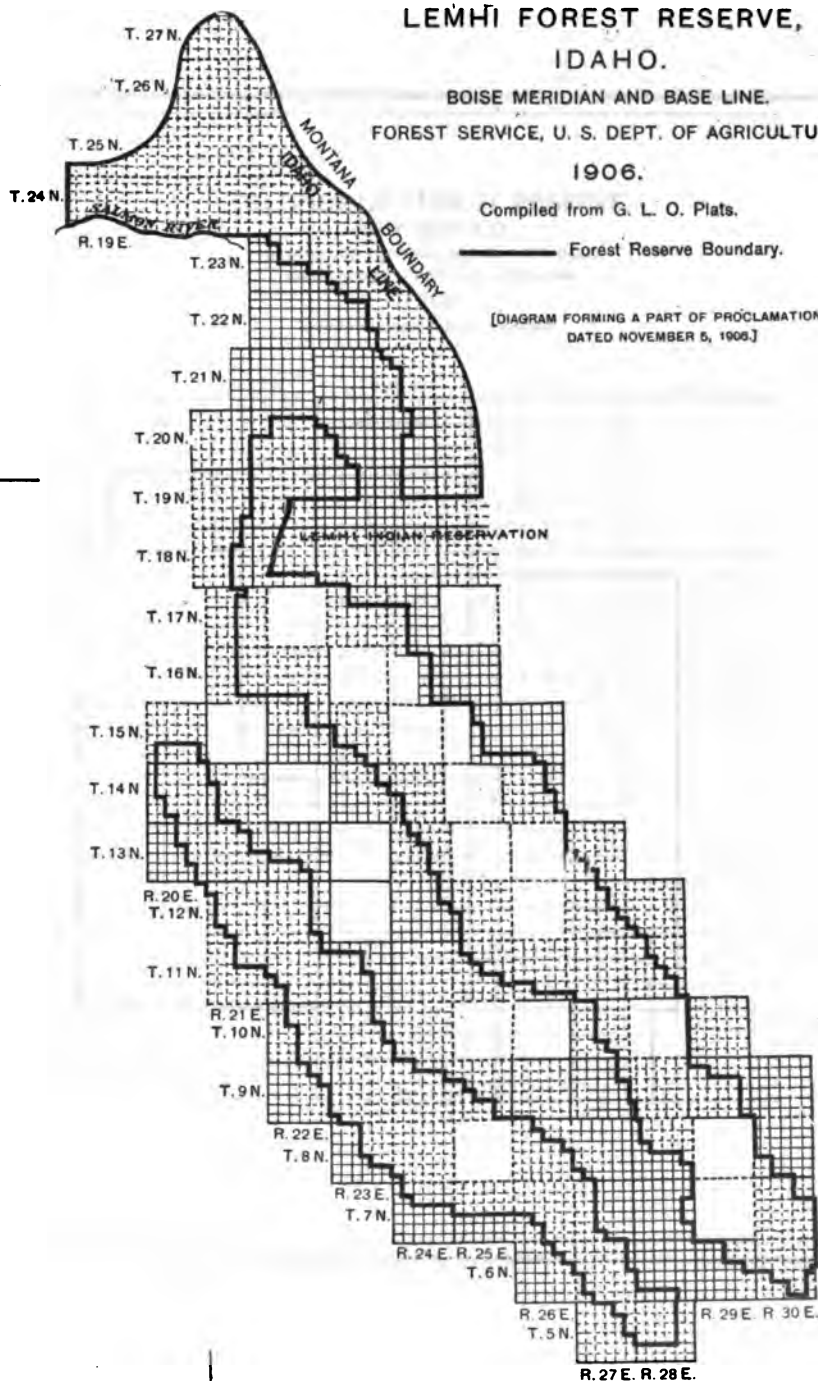 LEMHI FOREST RESERVE,
IDAHO.
BOISE MERIDIAN AND BASE LINE.
FOREST SERVICE, U. S. DEPT. OF AGRICULTU
1906.
Compiled from G. L. O. Plats.
Forest Reserve Boundary.
[DIAGRAM FORMING A PART OF PROCLAMATION
DATED NOVEMBER 5, 1906.]
T. 27 N.
T. 26 N.
T. 25 N.
T. 24 N.
MONTANA
IDAHO
BOUNDARY
LINE
SALMON RIVER
R. 19 E.
T. 23 N.
T. 22 N.
T. 21 N.
T. 20 N.
T. 19 N.
LEMHI INDIAN RESERVATION
T. 18 N.
T. 17 N.
T. 16 N.
T. 15 N.
T. 14 N
T. 13 N.
R. 20 E.
T. 12 N.
T. 11 N.
R. 21 E.
T. 10 N.
T. 9 N.
R. 22 E.
T. 8 N.
R. 23 E.
T. 7 N.
R. 24 E. R. 25 E.
T. 6 N.
R. 26 E.
R. 29 E. R 30 E.
T. 5 N.
R. 27 E. R. 28 E.